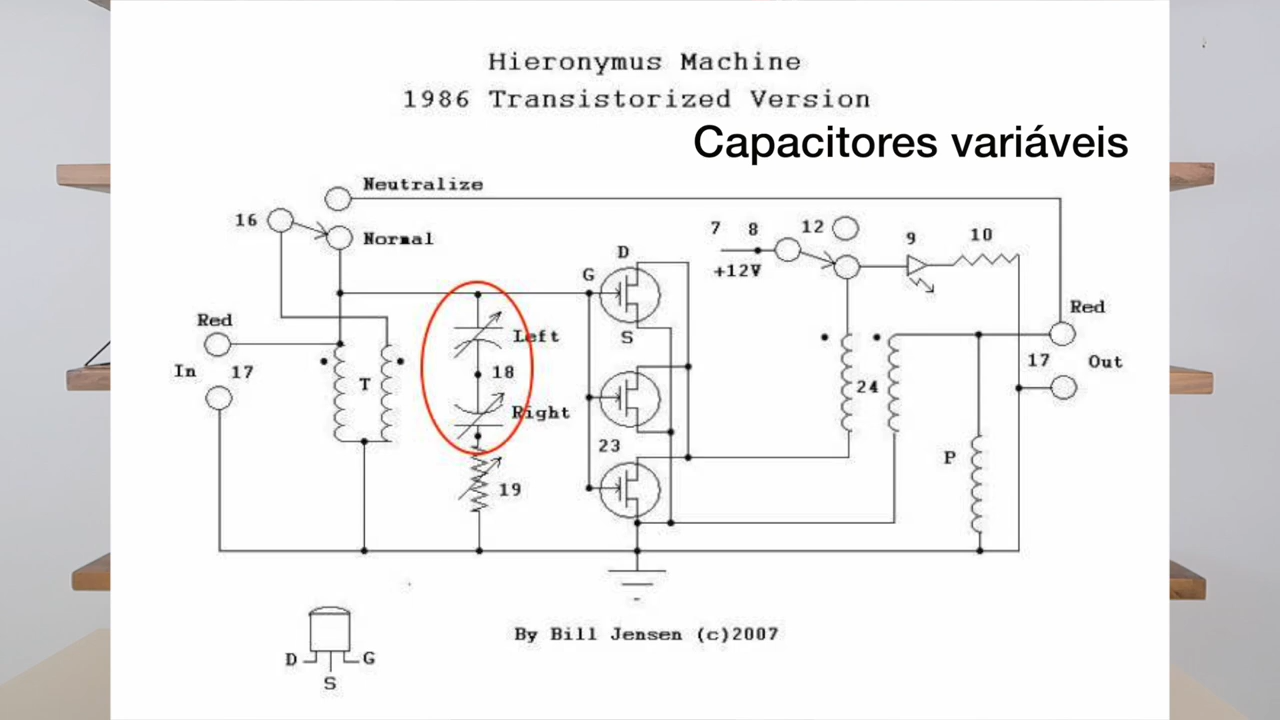 Hieronymus Machine
1986 Transistorized Version
Capacitores variáveis
Neutralize
16
Normal
7 8 12
+12V
9
10
D
G
S
Red
In 17
T
Left
18
Right
19
23
24
P
Red
17 Out
By Bill Jensen (c)2007
D G
S